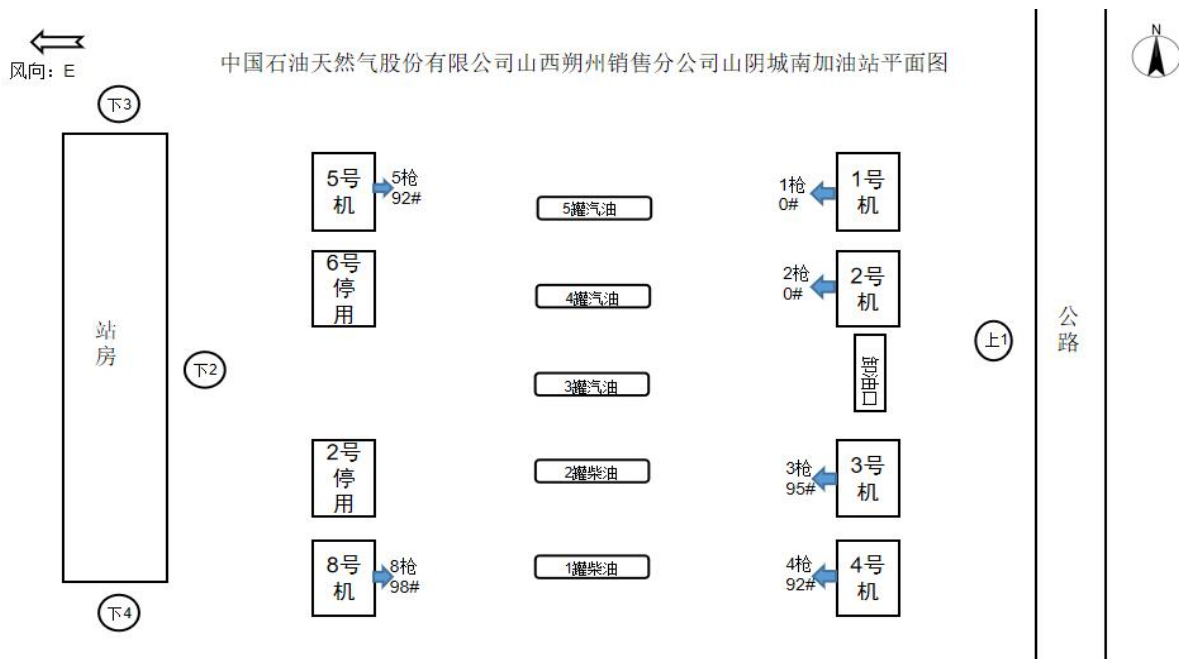 中国石油天然气股份有限公司山西朔州销售分公司山阴城南加油站平面图
N
风向：E
下3
5号
机
5枪
92#
5罐汽油
1枪
0#
1号
机
6号
停
用
4罐汽油
2枪
0#
2号
机
站
房
下2
3罐汽油
卸油口
上1
公
路
2号
停
用
2罐柴油
3枪
95#
3号
机
8号
机
8枪
98#
1罐柴油
4枪
92#
4号
机
下4